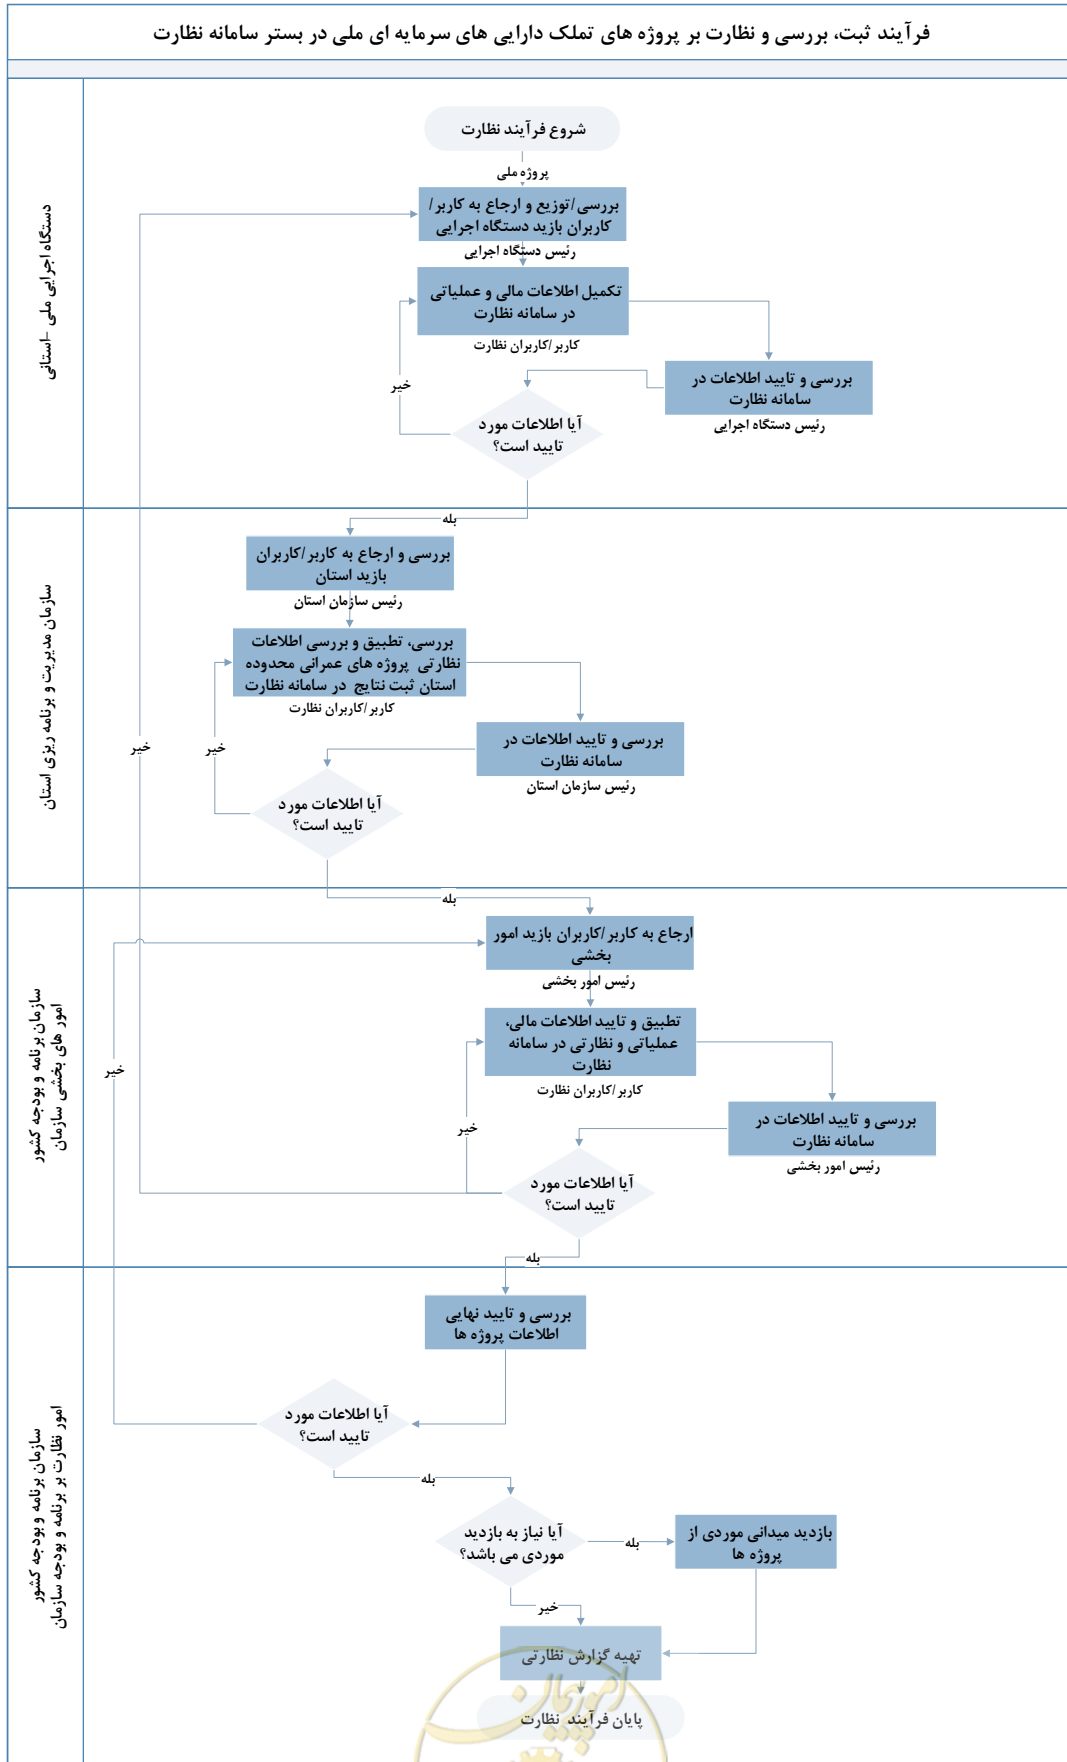 فرآیند ثبت، بررسی و نظارت بر پروژه های تملک دارایی های سرمایه ای ملی در بستر سامانه نظارت
دستگاه اجرایی ملی -استانی
شروع فرآیند نظارت
پروژه ملی
بررسی/توزیع و ارجاع به کاربر/
کاربران بازید دستگاه اجرایی
رئیس دستگاه اجرایی
تکمیل اطلاعات مالی و عملیاتی
در سامانه نظارت
کاربر/کاربران نظارت
بررسی و تایید اطلاعات در
سامانه نظارت
رئیس دستگاه اجرایی
خیر
آیا اطلاعات مورد
تایید است؟
بله
سازمان مدیریت و برنامه ریزی استان
بررسی و ارجاع به کاربر/کاربران
بازید استان
رئیس سازمان استان
بررسی، تطبیق و بررسی اطلاعات
نظارتی پروژه های عمرانی محدوده
استان ثبت نتایج در سامانه نظارت
کاربر/کاربران نظارت
بررسی و تایید اطلاعات در
سامانه نظارت
رئیس سازمان استان
خیر
خیر
آیا اطلاعات مورد
تایید است؟
بله
سازمان برنامه و بودجه کشور
امور های بخشی سازمان
ارجاع به کاربر/کاربران بازید امور
بخشی
رئیس امور بخشی
تطبیق و تایید اطلاعات مالی،
عملیاتی و نظارتی در سامانه
نظارت
کاربر/کاربران نظارت
خیر
بررسی و تایید اطلاعات در
سامانه نظارت
رئیس امور بخشی
خیر
آیا اطلاعات مورد
تایید است؟
بله
سازمان برنامه و بودجه کشور
امور نظارت بر برنامه و بودجه سازمان
بررسی و تایید نهایی
اطلاعات پروژه ها
آیا اطلاعات مورد
تایید است؟
بله
آیا نیاز به بازدید
موردی می باشد؟
بله
بازدید میدانی موردی از
پروژه ها
خیر
تهیه گزارش نظارتی
پایان فرآیند نظارت
امورپیمان